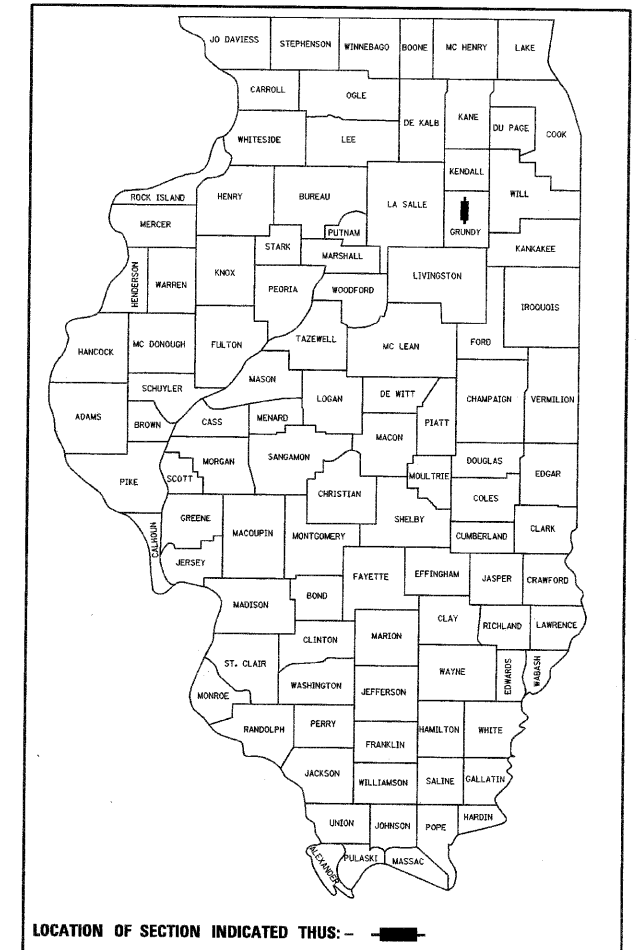 JO DAVIESS STEPHENSON WINNEBAGO BOONE MC HENRY LAKE
CARROLL OGLE DE KALB KANE DU PAGE COOK
WHITESIDE LEE
KENDALL
ROCK ISLAND HENRY BUREAU LA SALLE WILL
MERCER PUTNAM GRUNDY
STARK MARSHALL KANKAKEE
HENDERSON WARREN KNOX PEORIA WOODFORD LIVINGSTON
IROQUOIS
HANCOCK MC DONOUGH FULTON TAZEWELL MC LEAN FORD
MASON
SCHUYLER LOGAN DE WITT CHAMPAIGN VERMILION
ADAMS BROWN CASS MENARD PIATT
MACON
PIKE SCOTT MORGAN SANGAMON MOULTRIE DOUGLAS EDGAR
CHRISTIAN COLES
CALHOUN GREENE MACOUPIN MONTGOMERY SHELBY CUMBERLAND CLARK
JERSEY
FAYETTE EFFINGHAM JASPER CRAWFORD
MADISON BOND
CLAY RICHLAND LAWRENCE
CLINTON MARION
ST. CLAIR WAYNE EDWARDS WABASH
WASHINGTON JEFFERSON
MONROE
RANDOLPH PERRY HAMILTON WHITE
FRANKLIN
JACKSON WILLIAMSON SALINE GALLATIN
UNION JOHNSON POPE HARDIN
ALEXANDER PULASKI MASSAC
LOCATION OF SECTION INDICATED THUS: –